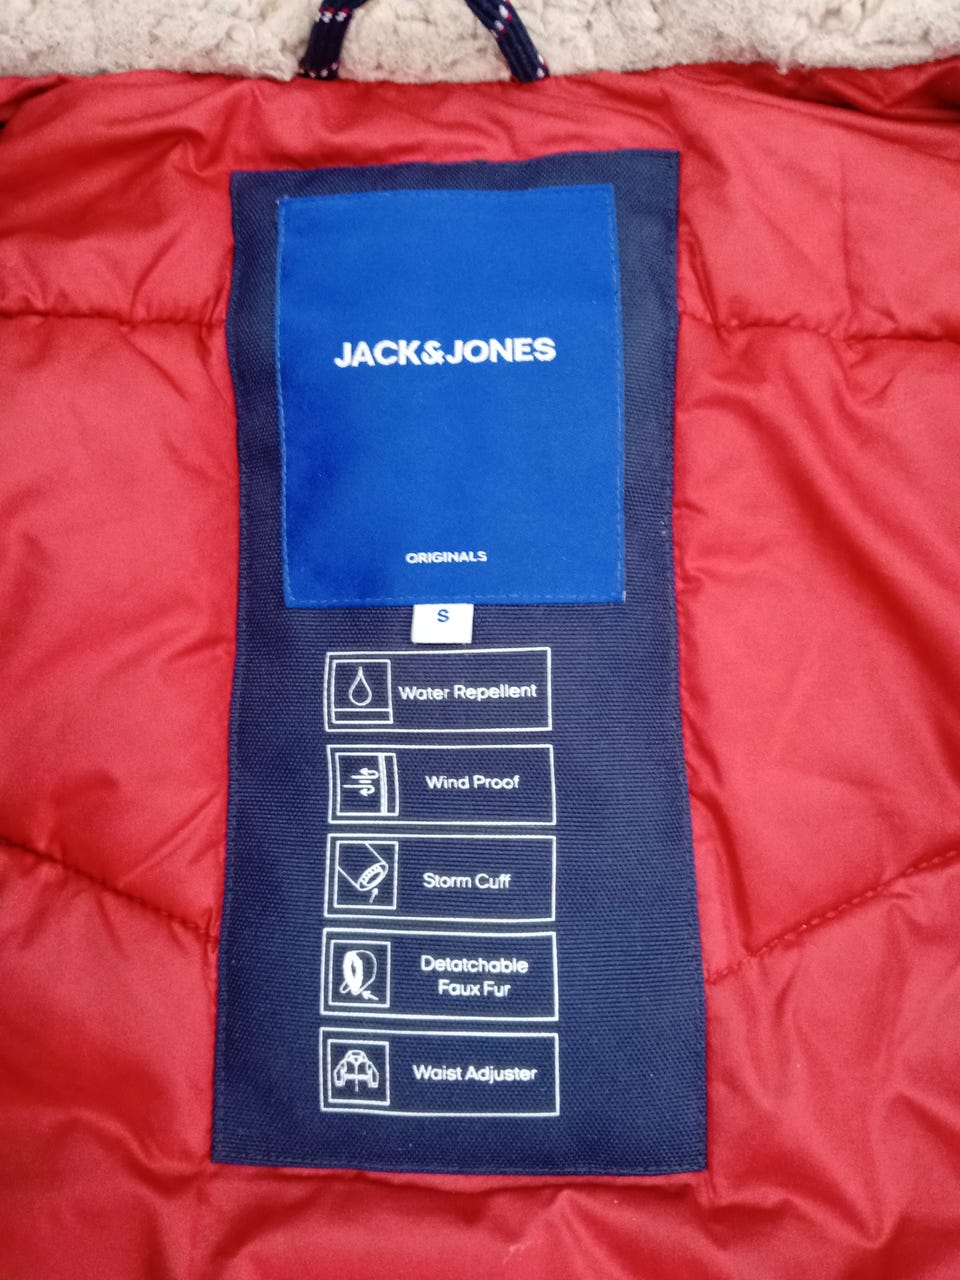 JACK&JONES
ORIGINALS
S
Water Repellent
Wind Proof
Storm Cuff
Detatchable
Faux Fur
Waist Adjuster